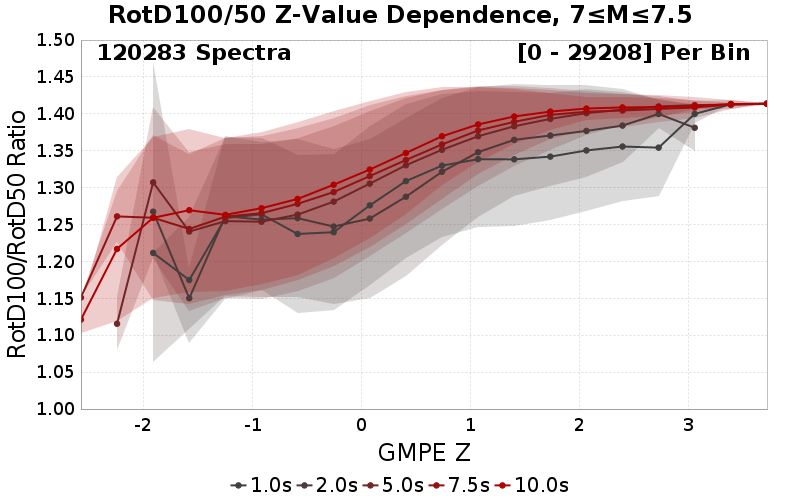 RotD100/50 Z-Value Dependence, 7≤M≤7.5
120283 Spectra
[0 - 29208] Per Bin
RotD100/RotD50 Ratio
1.50
1.45
1.40
1.35
1.30
1.25
1.20
1.15
1.10
1.05
1.00
-2 -1 0 1 2 3
GMPE Z
1.0s 2.0s 5.0s 7.5s 10.0s